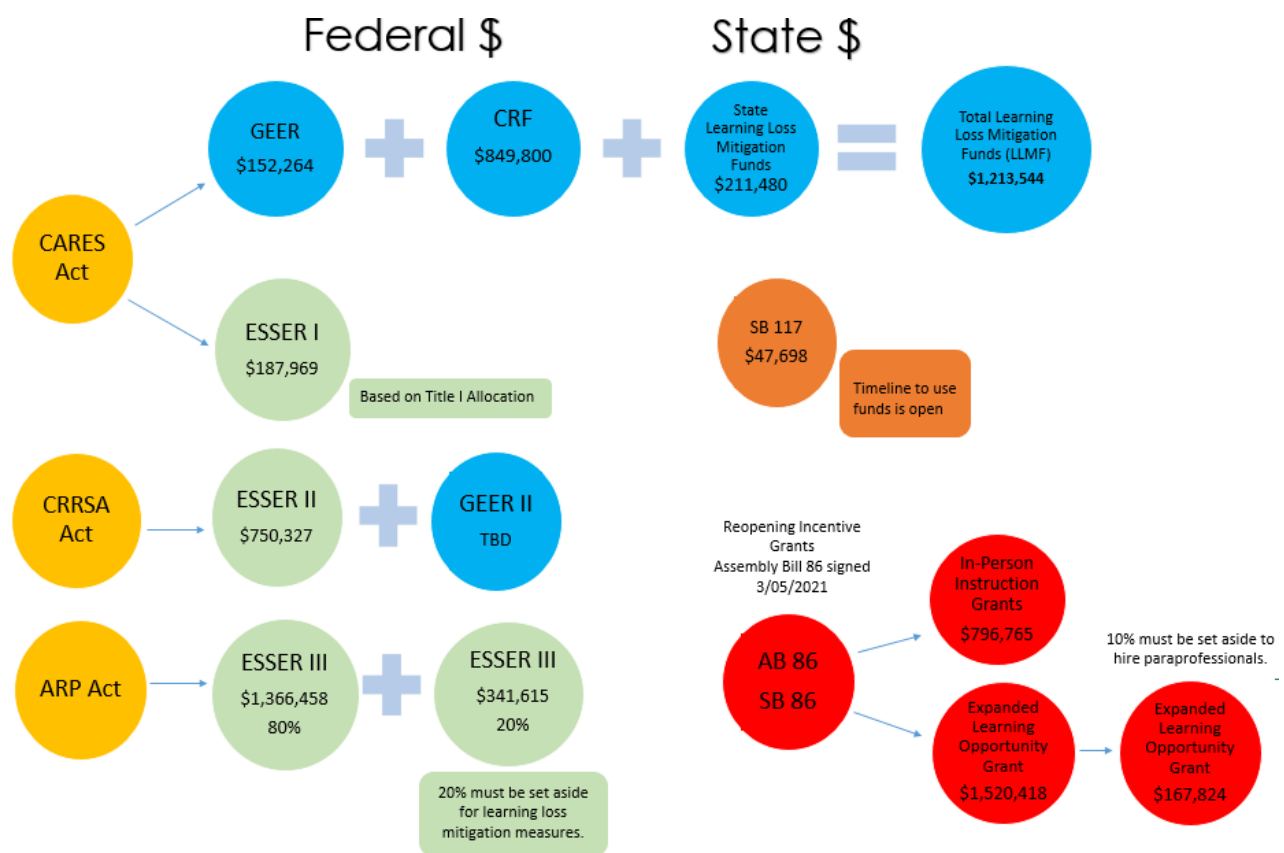 Federal $
State $
GEER
$152,264
CRF
$849,800
State
Learning Loss
Mitigation
Funds
$211,480
Total Learning
Loss Mitigation
Funds (LLMF)
$1,213,544
CARES
Act
ESSER I
$187,969
Based on Title I Allocation
SB 117
$47,698
Timeline to use
funds is open
CRRSA
Act
ESSER II
$750,327
GEER II
TBD
Reopening Incentive
Grants
Assembly Bill 86 signed
3/05/2021
In-Person
Instruction
Grants
$796,765
ARP Act
ESSER III
$1,366,458
80%
ESSER III
$341,615
20%
20% must be set aside
for learning loss
mitigation measures.
AB 86
SB 86
10% must be set aside to
hire paraprofessionals.
Expanded
Learning
Opportunity
Grant
$1,520,418
Expanded
Learning
Opportunity
Grant
$167,824